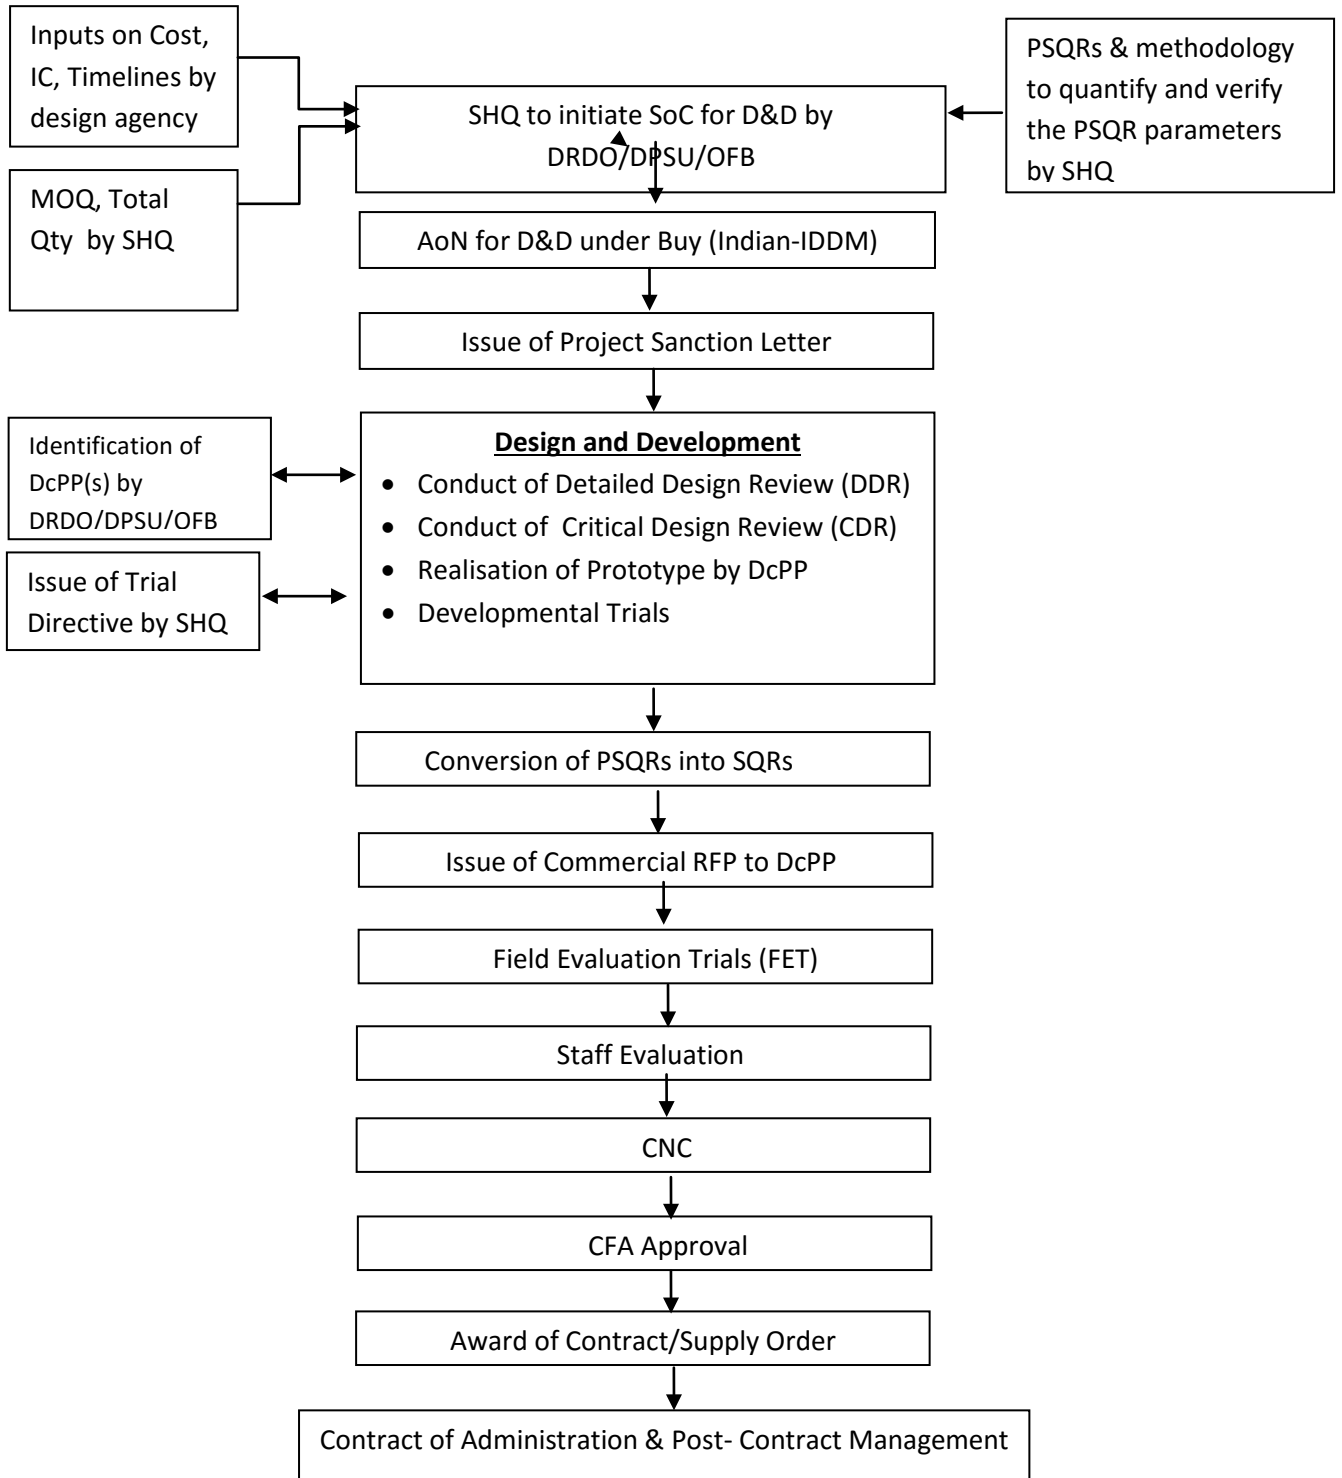 Inputs on Cost,
IC, Timelines by
design agency
MOQ, Total
Qty by SHQ
SHQ to initiate SoC for D&D by
DRDO/DPSU/OFB
PSQRs & methodology
to quantify and verify
the PSQR parameters
by SHQ
AoN for D&D under Buy (Indian-IDDM)
Issue of Project Sanction Letter
Identification of
DcPP(s) by
DRDO/DPSU/OFB
Issue of Trial
Directive by SHQ
Design and Development
• Conduct of Detailed Design Review (DDR)
• Conduct of Critical Design Review (CDR)
• Realisation of Prototype by DcPP
• Developmental Trials
Conversion of PSQRs into SQRs
Issue of Commercial RFP to DcPP
Field Evaluation Trials (FET)
Staff Evaluation
CNC
CFA Approval
Award of Contract/Supply Order
Contract of Administration & Post- Contract Management